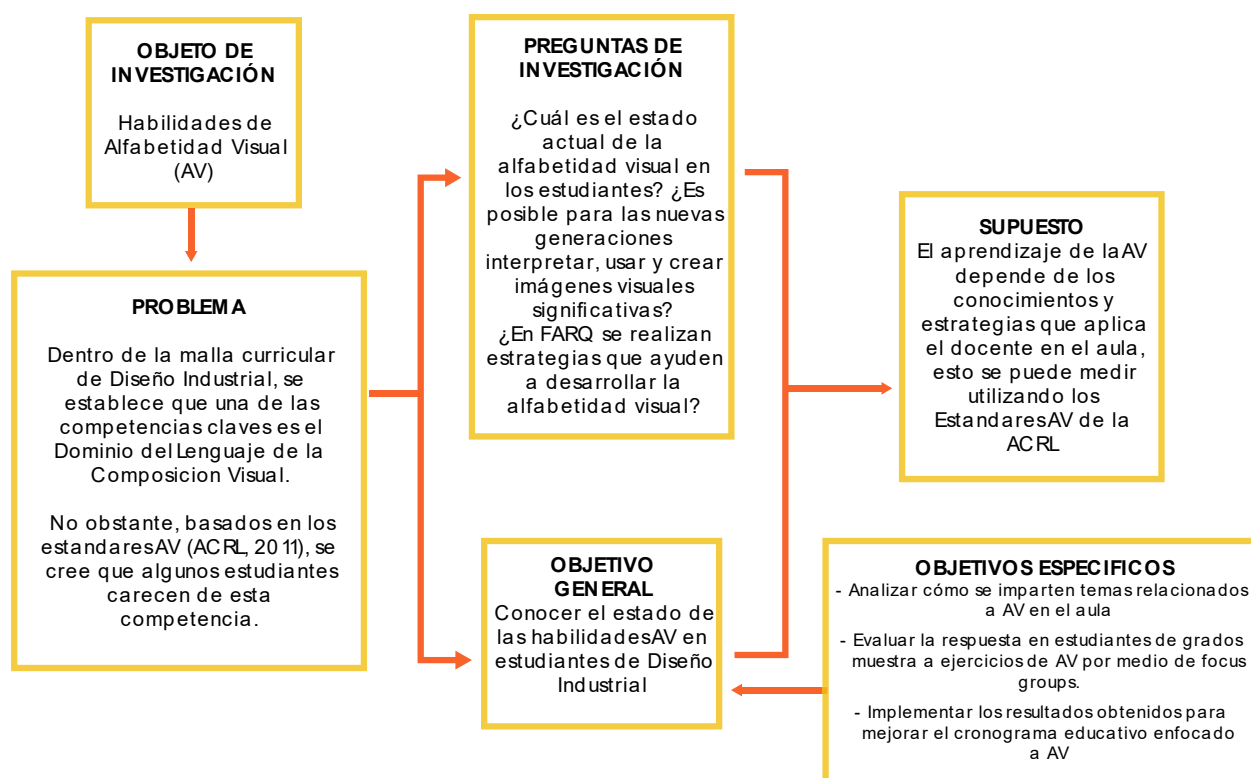 OBJETO DE
INVESTIGACIÓN
Habilidades de
Alfabetidad Visual
(AV)
PROBLEMA
Dentro de la malla curricular
de Diseño Industrial, se
establece que una de las
competencias claves es el
Dominio del Lenguaje de la
Composicion Visual.
No obstante, basados en los
estandares AV (ACRL, 2011), se
cree que algunos estudiantes
carecen de esta
competencia.
PREGUNTAS DE
INVESTIGACIÓN
¿Cuál es el estado
actual de la
alfabetidad visual en
los estudiantes? ¿Es
posible para las nuevas
generaciones
interpretar, usar y crear
imágenes visuales
significativas?
¿En FARQ se realizan
estrategias que ayuden
a desarrollar la
alfabetidad visual?
OBJETIVO
GENERAL
Conocer el estado de
las habilidades AV en
estudiantes de Diseño
Industrial
SUPUESTO
El aprendizaje de la AV
depende de los
conocimientos y
estrategias que aplica
el docente en el aula,
esto se puede medir
utilizando los
Estandares AV de la
ACRL
OBJETIVOS ESPECIFICOS
- Analizar cómo se imparten temas relacionados
a AV en el aula
- Evaluar la respuesta en estudiantes de grados
muestra a ejercicios de AV por medio de focus
groups.
- Implementar los resultados obtenidos para
mejorar el cronograma educativo enfocado
a AV